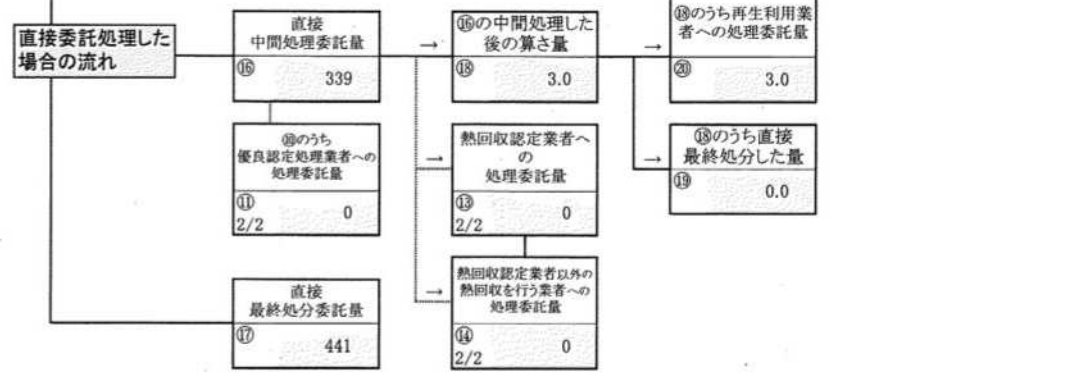 直接委託処理した
場合の流れ
直接
中間処理委託量
⑯
339
→
⑯の中間処理した
後の算さ量
⑱
3.0
→
⑱のうち再生利用業
者への処理委託量
⑳
3.0
⑩のうち
優良認定処理業者への
処理委託量
⑪
2/2
0
→
熱回収認定業者へ
の
処理委託量
⑬
2/2
0
→
⑱のうち直接
最終処分した量
⑲
0.0
直接
最終処分委託量
⑰
441
→
熱回収認定業者以外の
熱回収を行う業者への
処理委託量
⑭
2/2
0